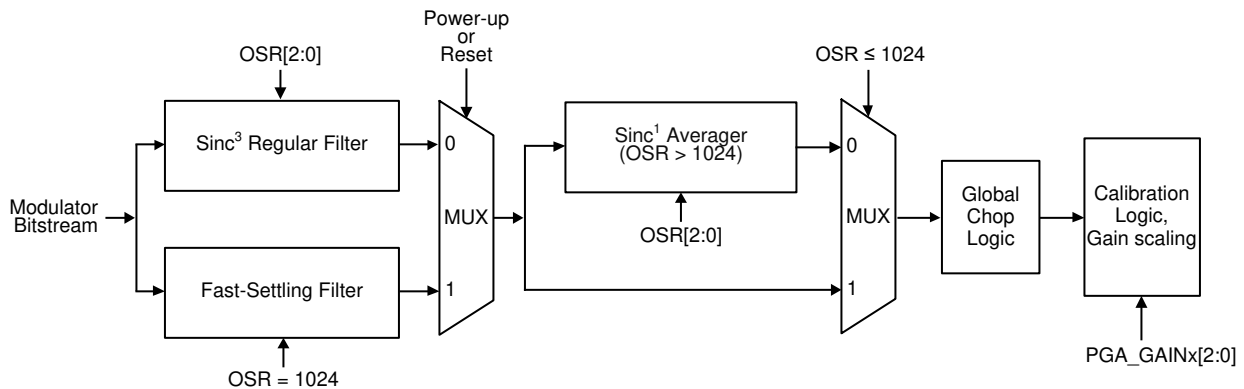 Power-up
or
Reset
OSR[2:0]
OSR ≤ 1024
Sinc³ Regular Filter
0
Sinc¹ Averager
(OSR > 1024)
0
Modulator
Bitstream
MUX
OSR[2:0]
MUX
Global
Chop
Logic
Calibration
Logic,
Gain scaling
Fast-Settling Filter
1
1
OSR = 1024
PGA_GAINx[2:0]